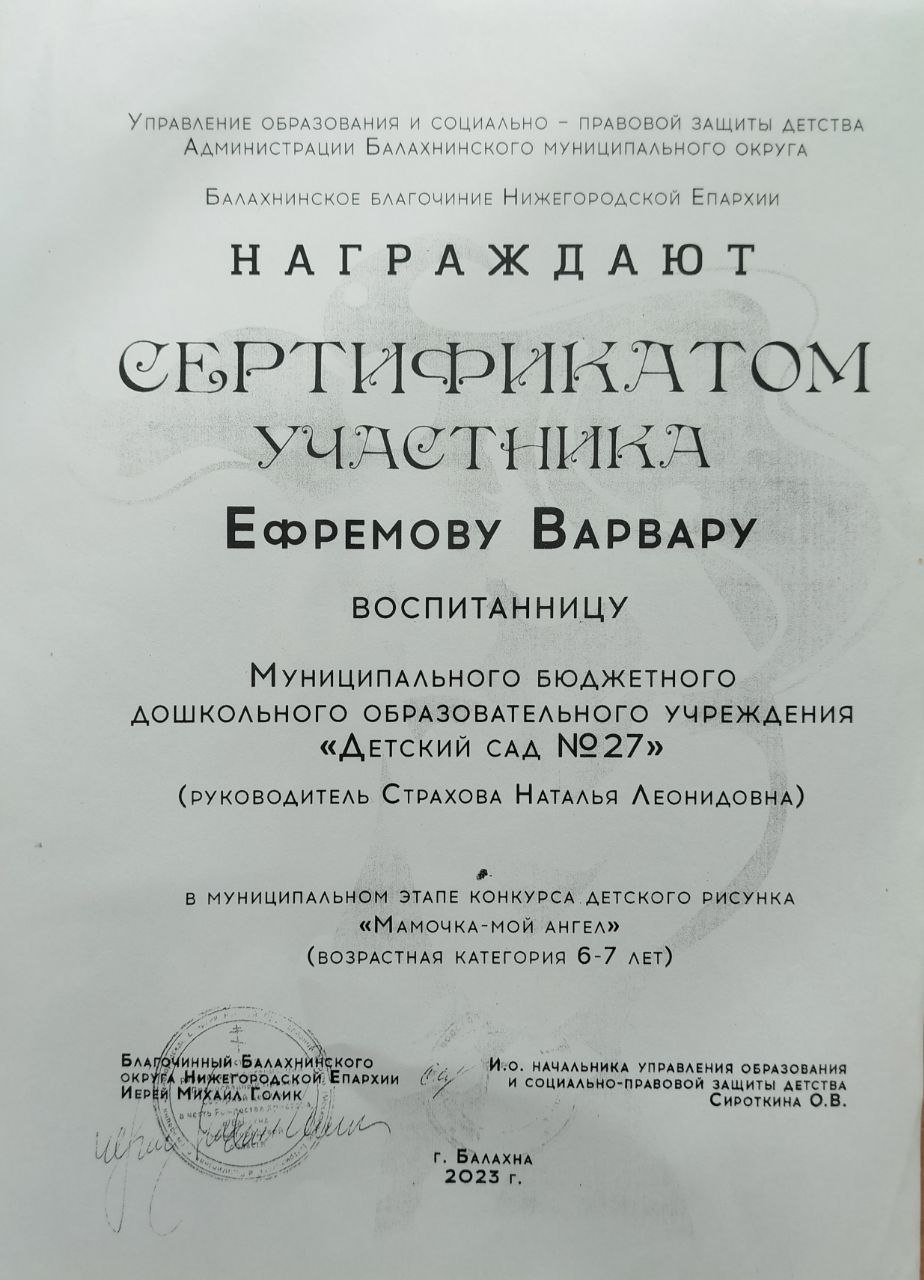 Управление образования и социально – правовой защиты детства
Администрации Балахнинского муниципального округа
Балахнинское благочиние Нижегородской Епархии
НАГРАЖДАЮТ
СЕРТИФИКАТОМ
УЧАСТНИКА
Ефремову Варвару
воспитанницу
Муниципального бюджетного
дошкольного образовательного учреждения
«Детский сад №27»
(руководитель Страхова Наталья Леонидовна)
в муниципальном этапе конкурса детского рисунка
«Мамочка-мой ангел»
(возрастная категория 6-7 лет)
Благочинный Балахнинского
округа Нижегородской Епархии
Иерей Михаил Голик
И.о. начальника управления образования
и социально-правовой защиты детства
Сироткина О.В.
г. Балахна
2023 г.